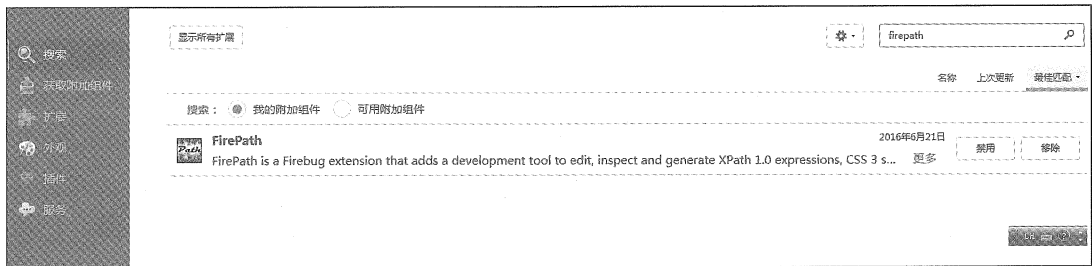 搜索
获取附加组件
扩展
外观
插件
服务
显示所有扩展
firepath
名称 上次更新 最佳匹配
搜索： 我的附加组件 可用附加组件
FirePath
2016年6月21日
Path
FirePath is a Firebug extension that adds a development tool to edit, inspect and generate XPath 1.0 expressions, CSS 3 s... 更多
禁用 移除